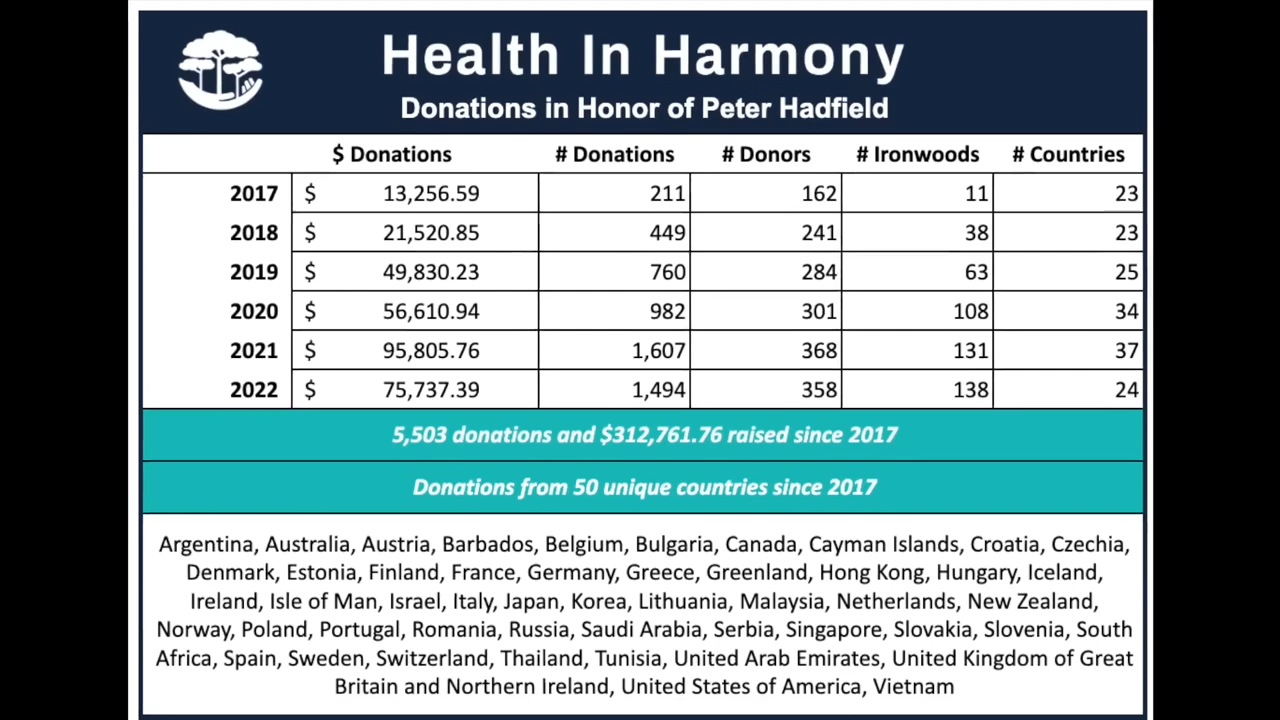 Health In Harmony
Donations in Honor of Peter Hadfield
$ Donations # Donations # Donors # Ironwoods # Countries
2017 $ 13,256.59 211 162 11 23
2018 $ 21,520.85 449 241 38 23
2019 $ 49,830.23 760 284 63 25
2020 $ 56,610.94 982 301 108 34
2021 $ 95,805.76 1,607 368 131 37
2022 $ 75,737.39 1,494 358 138 24
5,503 donations and $312,761.76 raised since 2017
Donations from 50 unique countries since 2017
Argentina, Australia, Austria, Barbados, Belgium, Bulgaria, Canada, Cayman Islands, Croatia, Czechia,
Denmark, Estonia, Finland, France, Germany, Greece, Greenland, Hong Kong, Hungary, Iceland,
Ireland, Isle of Man, Israel, Italy, Japan, Korea, Lithuania, Malaysia, Netherlands, New Zealand,
Norway, Poland, Portugal, Romania, Russia, Saudi Arabia, Serbia, Singapore, Slovakia, Slovenia, South
Africa, Spain, Sweden, Switzerland, Thailand, Tunisia, United Arab Emirates, United Kingdom of Great
Britain and Northern Ireland, United States of America, Vietnam